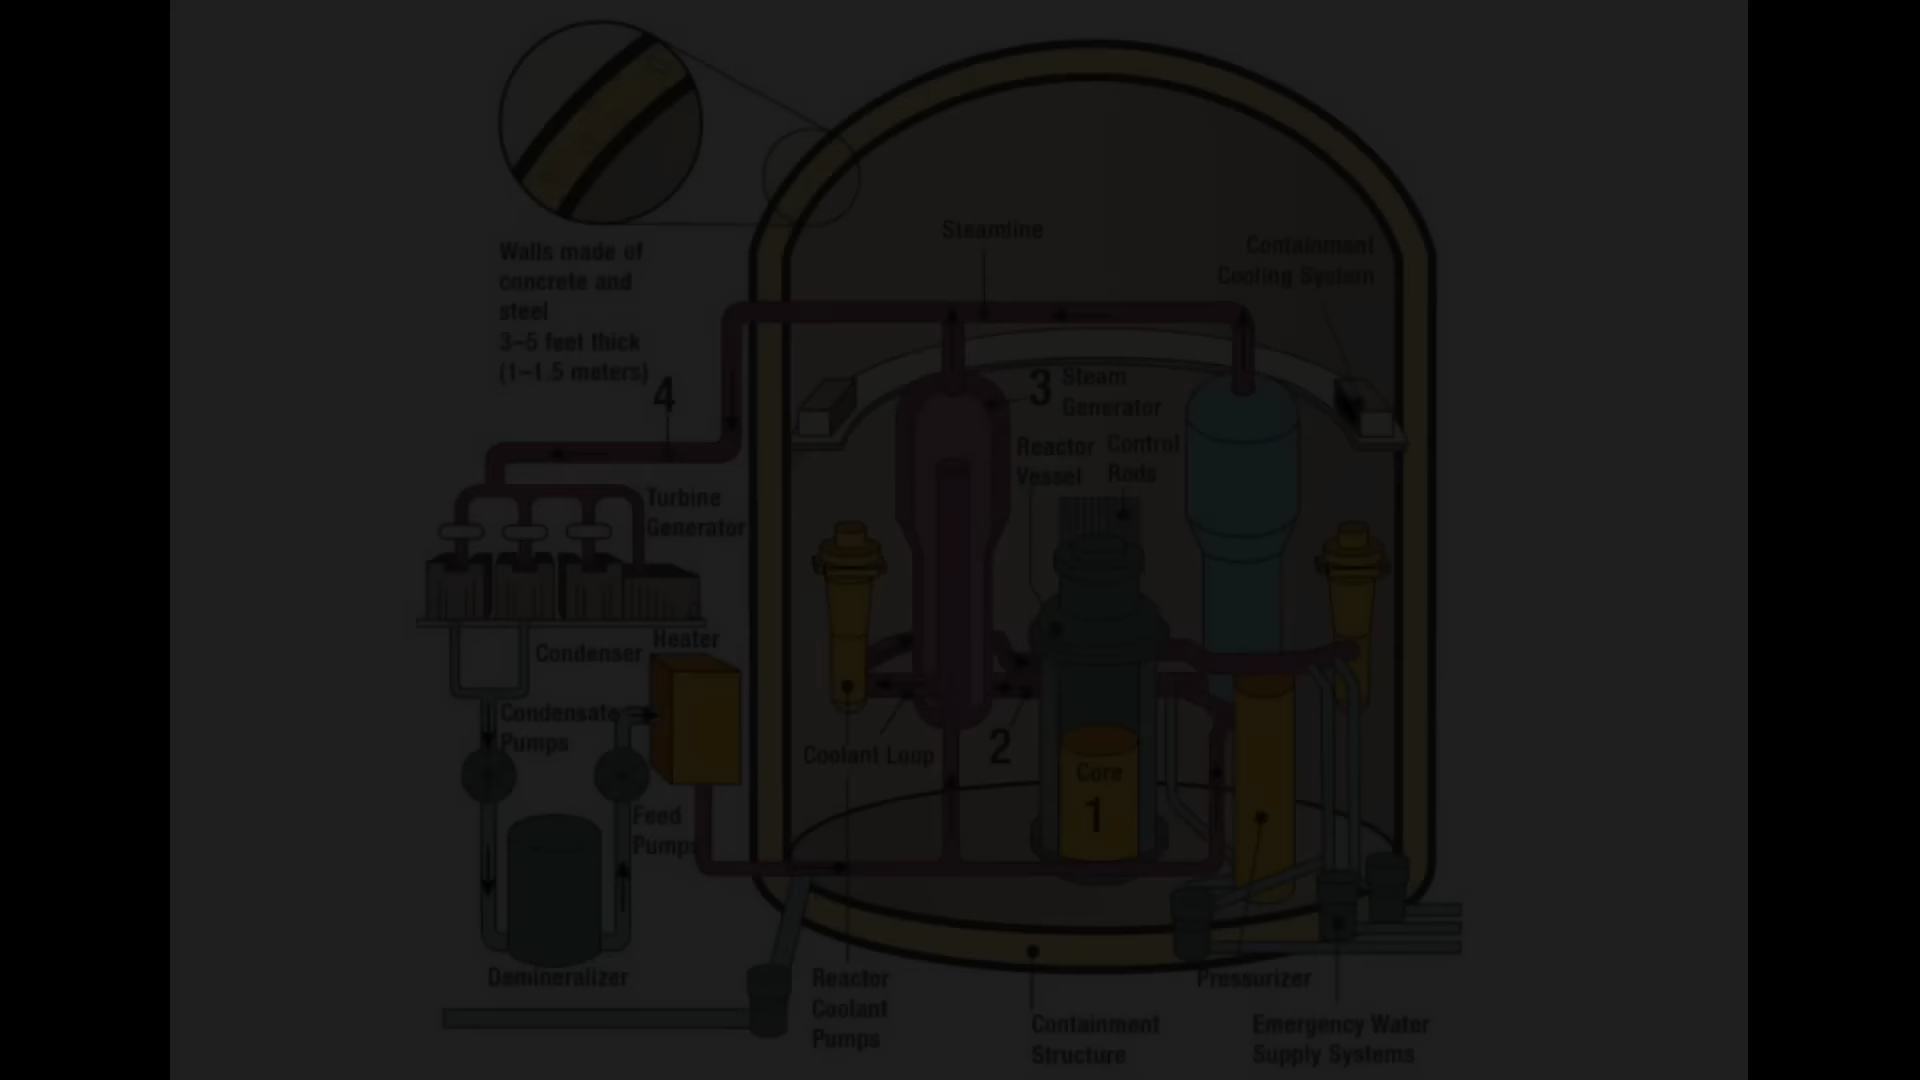 Walls made of
concrete and
steel
3–5 feet thick
(1–1.5 meters)
4
Steamline
Containment
Cooling System
3
Steam
Generator
Reactor
Vessel
Control
Rods
Turbine
Generator
Heater
Condenser
Condensate
Pumps
Coolant Loop
2
Core
1
Feed
Pumps
Demineralizer
Reactor
Coolant
Pumps
Containment
Structure
Pressurizer
Emergency Water
Supply Systems